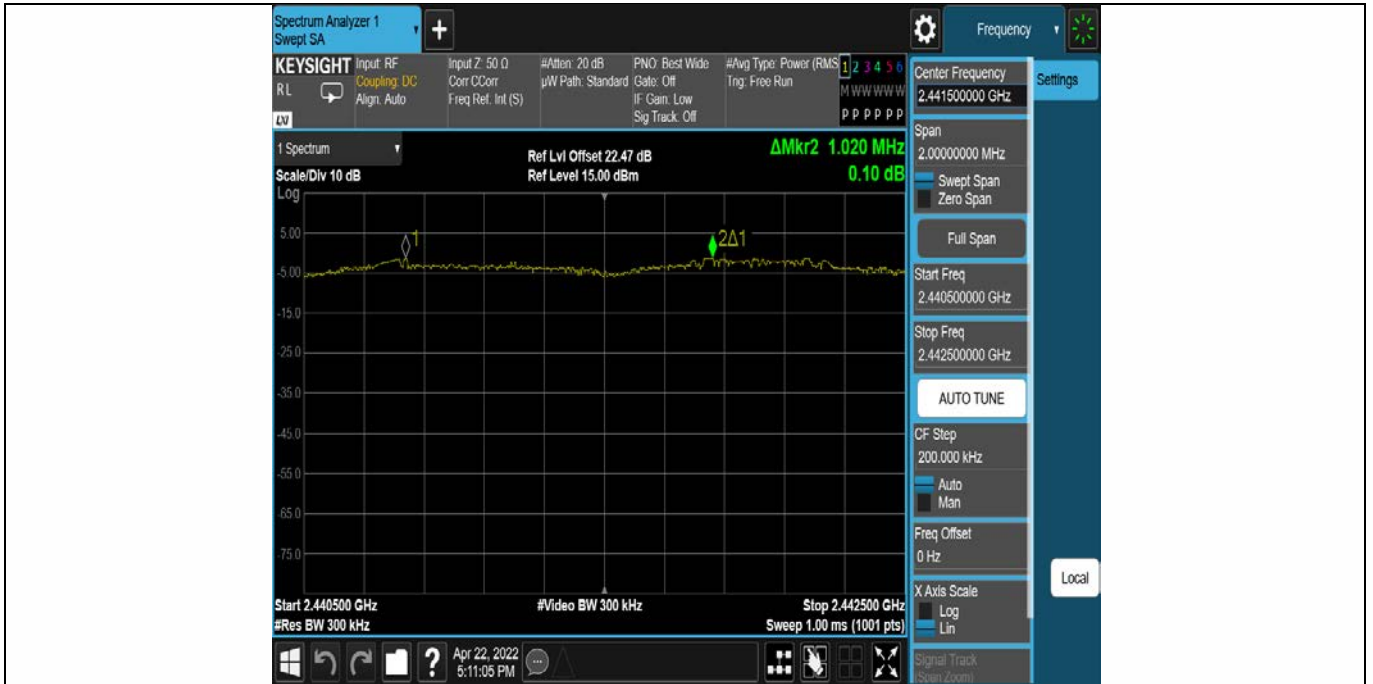 Spectrum Analyzer 1
Swept SA
+
Frequency
KEYSIGHT
RL
LXI
Input: RF
Coupling: DC
Align: Auto
Input Z: 50 Ω
Corr CCorr
Freq Ref: Int (S)
#Atten: 20 dB
µW Path: Standard
PNO: Best Wide
Gate: Off
IF Gain: Low
Sig Track: Off
#Avg Type: Power (RMS
Trig: Free Run
1 2 3 4 5 6
M W W W W W
P P P P P P
1 Spectrum
Scale/Div 10 dB
Log
Ref Lvl Offset 22.47 dB
Ref Level 15.00 dBm
ΔMkr2 1.020 MHz
0.10 dB
1
2Δ1
5.00
-5.00
-15.0
-25.0
-35.0
-45.0
-55.0
-65.0
-75.0
Start 2.440500 GHz
#Res BW 300 kHz
#Video BW 300 kHz
Stop 2.442500 GHz
Sweep 1.00 ms (1001 pts)
Center Frequency
2.441500000 GHz
Span
2.00000000 MHz
Swept Span
Zero Span
Full Span
Start Freq
2.440500000 GHz
Stop Freq
2.442500000 GHz
AUTO TUNE
CF Step
200.000 kHz
Auto
Man
Freq Offset
0 Hz
X Axis Scale
Log
Lin
Signal Track
(Span Zoom)
Settings
Local
?
Apr 22, 2022
5:11:05 PM